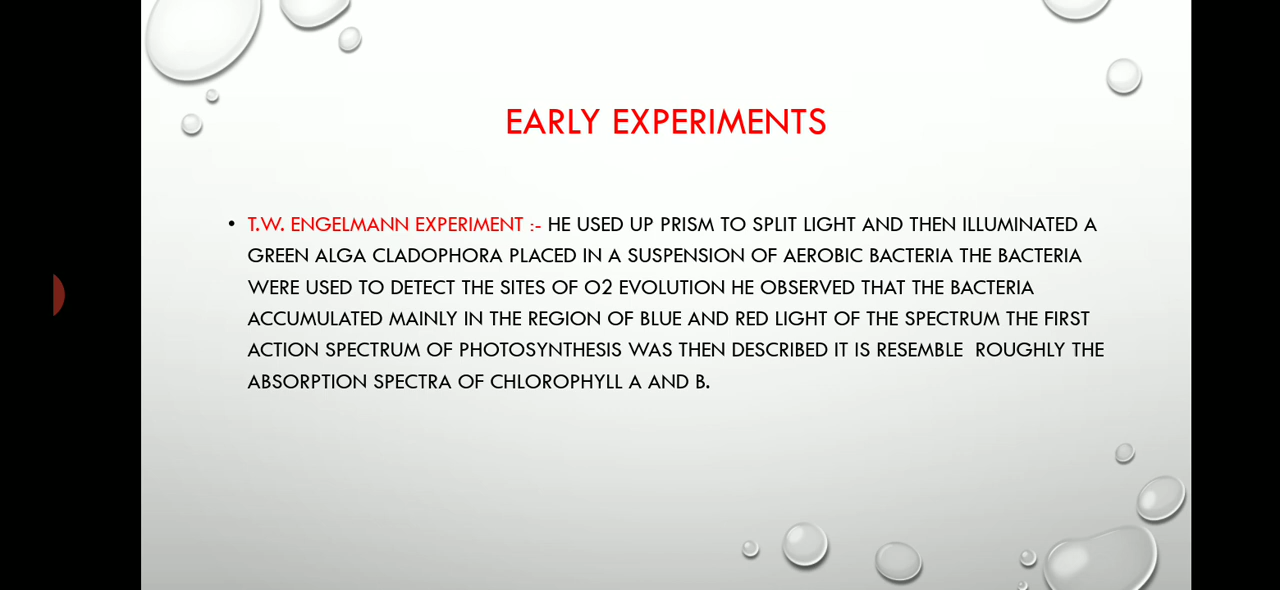 EARLY EXPERIMENTS
• T.W. ENGELMANN EXPERIMENT :- HE USED UP PRISM TO SPLIT LIGHT AND THEN ILLUMINATED A
GREEN ALGA CLADOPHORA PLACED IN A SUSPENSION OF AEROBIC BACTERIA THE BACTERIA
WERE USED TO DETECT THE SITES OF O2 EVOLUTION HE OBSERVED THAT THE BACTERIA
ACCUMULATED MAINLY IN THE REGION OF BLUE AND RED LIGHT OF THE SPECTRUM THE FIRST
ACTION SPECTRUM OF PHOTOSYNTHESIS WAS THEN DESCRIBED IT IS RESEMBLE  ROUGHLY THE
ABSORPTION SPECTRA OF CHLOROPHYLL A AND B.